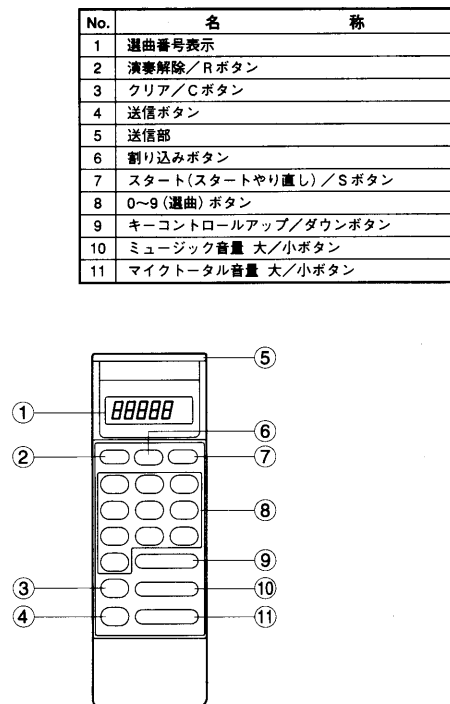 No. 名 称
1 選曲番号表示
2 演奏解除／Rボタン
3 クリア／Cボタン
4 送信ボタン
5 送信部
6 割り込みボタン
7 スタート(スタートやり直し)／Sボタン
8 0〜9(選曲)ボタン
9 キーコントロールアップ／ダウンボタン
10 ミュージック音量 大／小ボタン
11 マイクトータル音量 大／小ボタン
⑤
① 88888
⑥
② ⑦
⑧
⑨
③ ⑩
④ ⑪